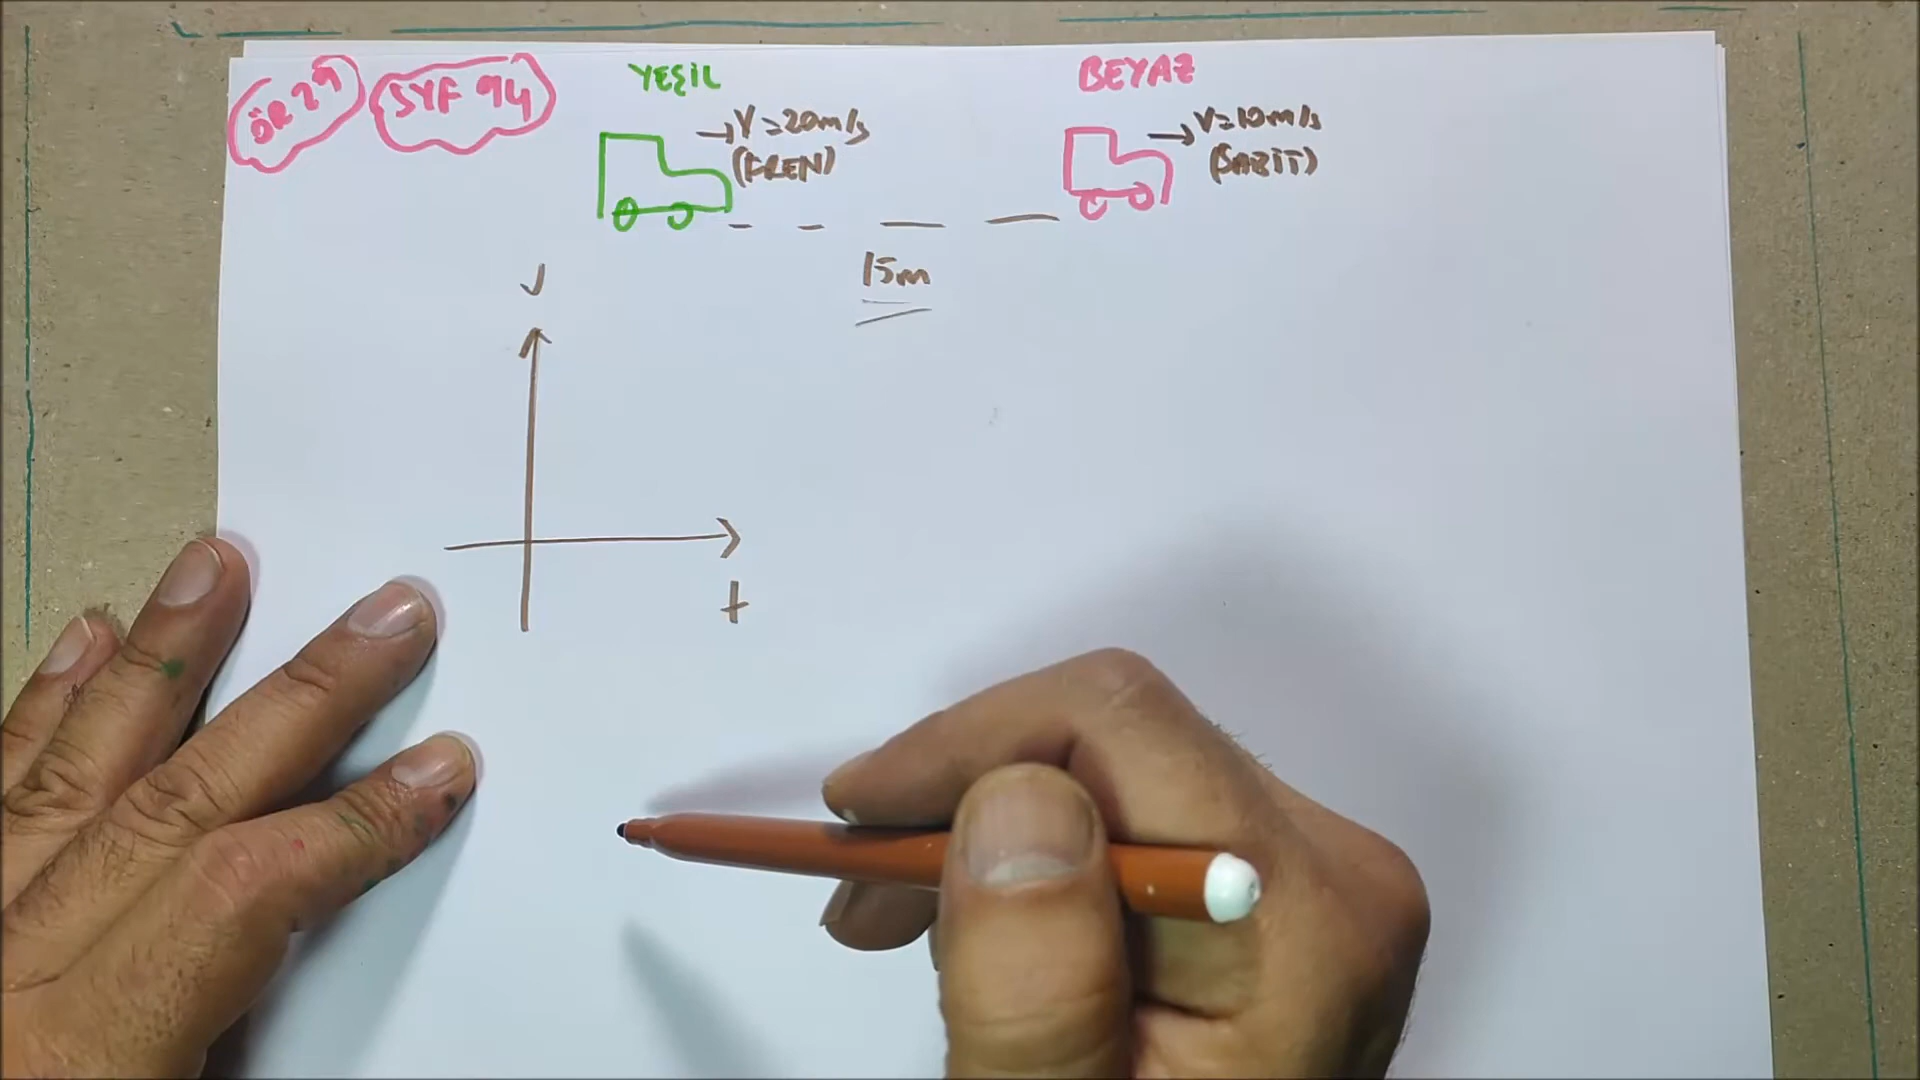 ÖR 29
SYF 94
YEŞİL
V=20m/s
(FREN)
BEYAZ
V=10m/s
(SABİT)
15m
V
t